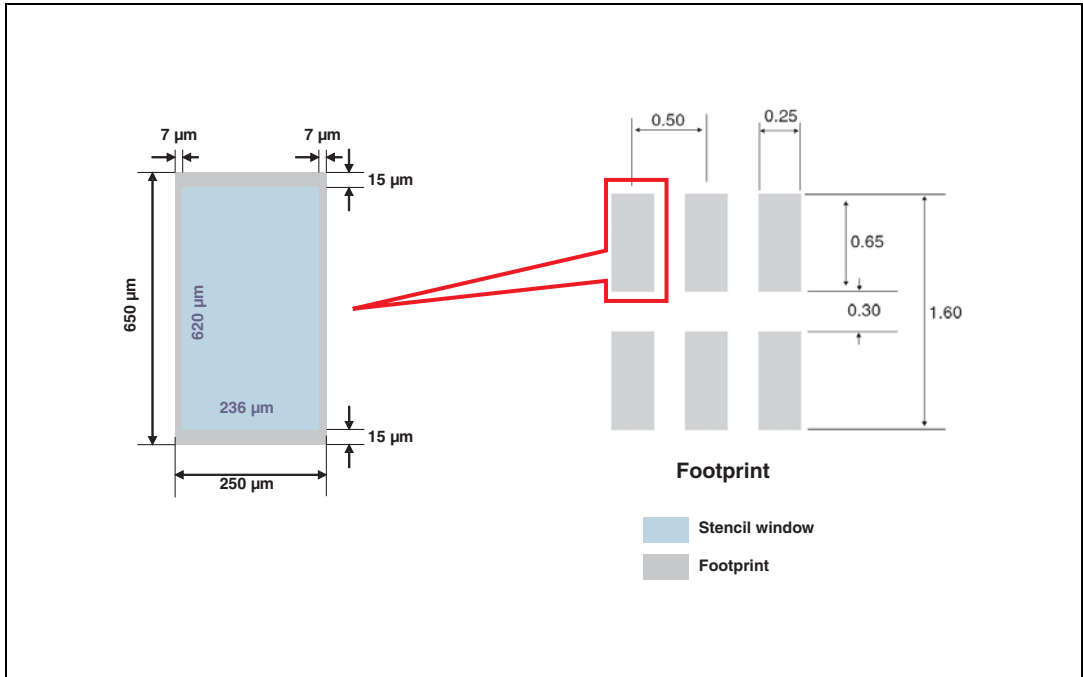 7 µm
7 µm
15 µm
650 µm
620 µm
236 µm
15 µm
250 µm
0.50
0.25
0.65
0.30
1.60
Footprint
Stencil window
Footprint